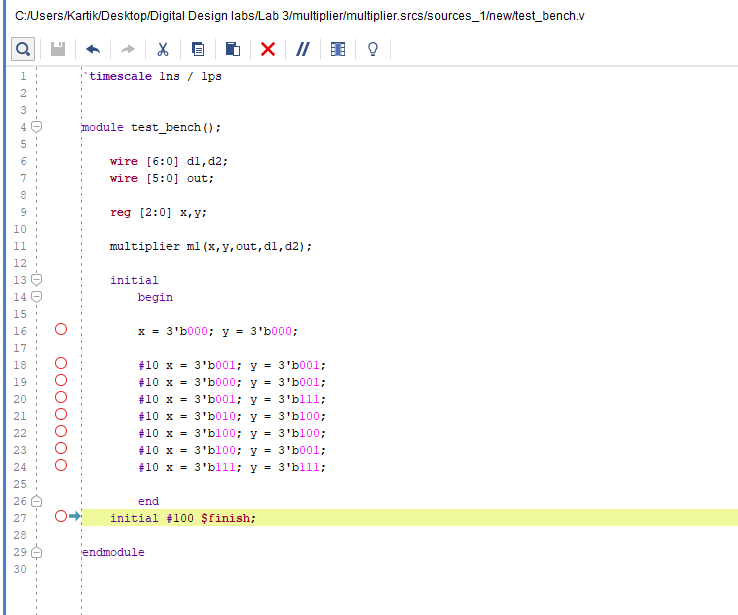 C:/Users/Kartik/Desktop/Digital Design labs/Lab 3/multiplier/multiplier.srcs/sources_1/new/test_bench.v
1 `timescale 1ns / 1ps
2
3
4 module test_bench();
5
6 wire [6:0] d1,d2;
7 wire [5:0] out;
8
9 reg [2:0] x,y;
10
11 multiplier m1(x,y,out,d1,d2);
12
13 initial
14 begin
15
16 x = 3'b000; y = 3'b000;
17
18 #10 x = 3'b001; y = 3'b001;
19 #10 x = 3'b000; y = 3'b001;
20 #10 x = 3'b001; y = 3'b111;
21 #10 x = 3'b010; y = 3'b100;
22 #10 x = 3'b100; y = 3'b100;
23 #10 x = 3'b100; y = 3'b001;
24 #10 x = 3'b111; y = 3'b111;
25
26 end
27 initial #100 $finish;
28
29 endmodule
30